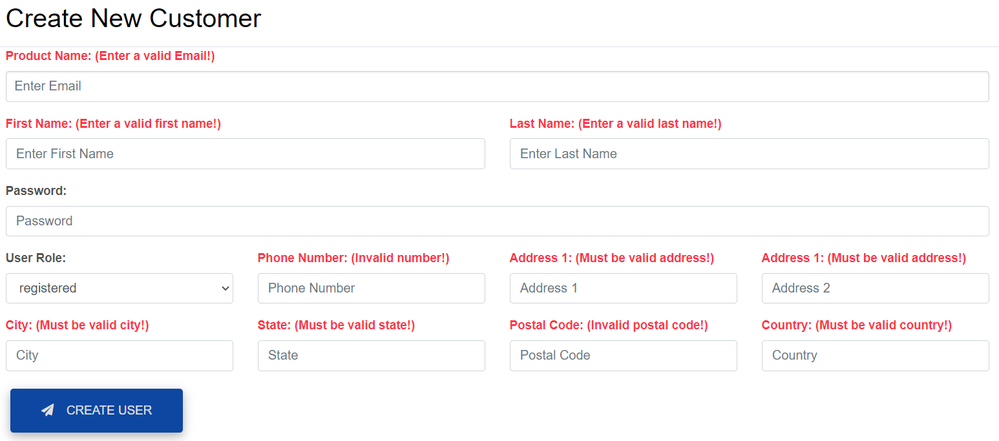 Create New Customer
Product Name: (Enter a valid Email!)
Enter Email
First Name: (Enter a valid first name!) Last Name: (Enter a valid last name!)
Enter First Name Enter Last Name
Password:
Password
User Role: Phone Number: (Invalid number!) Address 1: (Must be valid address!) Address 1: (Must be valid address!)
registered Phone Number Address 1 Address 2
City: (Must be valid city!) State: (Must be valid state!) Postal Code: (Invalid postal code!) Country: (Must be valid country!)
City State Postal Code Country
CREATE USER